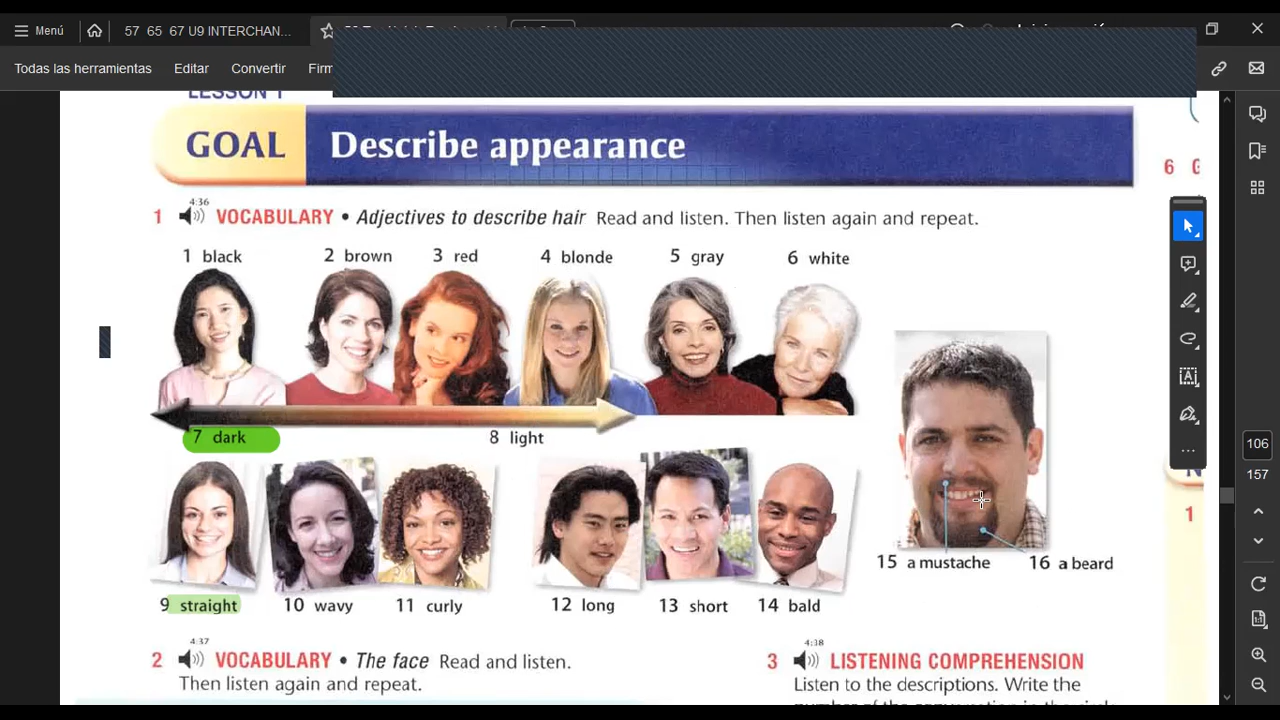 Menú
57 65 67 U9 INTERCHAN...
Todas las herramientas Editar Convertir Firm
LESSON 1
GOAL Describe appearance
6 G
4:36
1 VOCABULARY • Adjectives to describe hair Read and listen. Then listen again and repeat.
1 black 2 brown 3 red 4 blonde 5 gray 6 white
7 dark 8 light
15 a mustache 16 a beard
9 straight 10 wavy 11 curly 12 long 13 short 14 bald
4:37
2 VOCABULARY • The face Read and listen.
Then listen again and repeat.
4:38
3 LISTENING COMPREHENSION
Listen to the descriptions. Write the
106
157
N
1